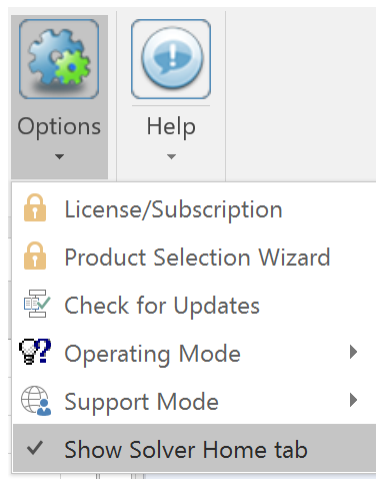 Options
Help
License/Subscription
Product Selection Wizard
Check for Updates
Operating Mode
Support Mode
Show Solver Home tab